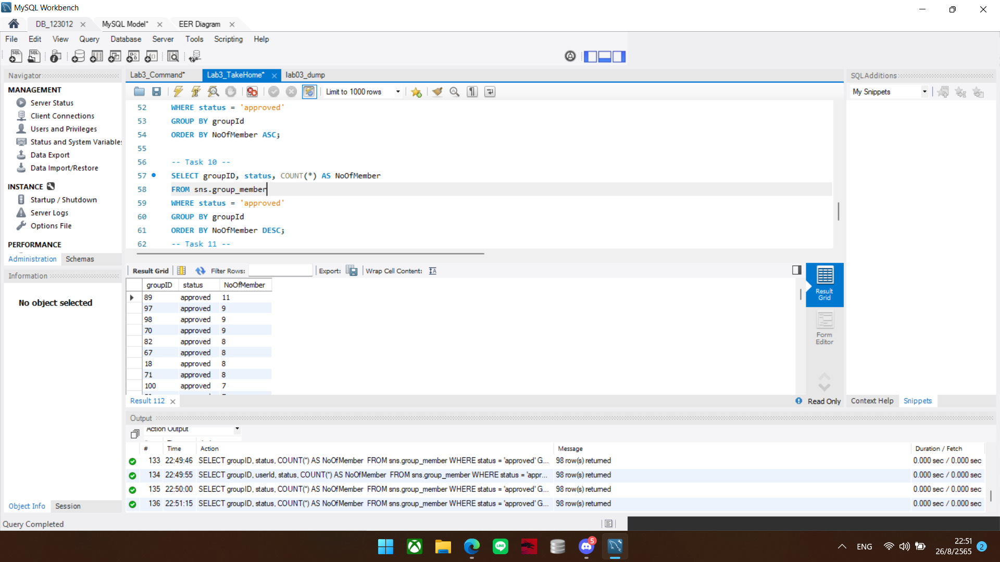 MySQL Workbench
DB_123012
MySQL Model*
EER Diagram
File Edit View Query Database Server Tools Scripting Help
Navigator
MANAGEMENT
Server Status
Client Connections
Users and Privileges
Status and System Variable
Data Export
Data Import/Restore
INSTANCE
Startup / Shutdown
Server Logs
Options File
PERFORMANCE
Administration Schemas
Information
No object selected
Object Info Session
Lab3_Command* Lab3_TakeHome* lab03_dump
Limit to 1000 rows
52 WHERE status = 'approved'
53 GROUP BY groupId
54 ORDER BY NoOfMember ASC;
55
56 -- Task 10 --
57 SELECT groupID, status, COUNT(*) AS NoOfMember
58 FROM sns.group_member
59 WHERE status = 'approved'
60 GROUP BY groupId
61 ORDER BY NoOfMember DESC;
62 -- Task 11 --
Result Grid Filter Rows: Export: Wrap Cell Content:
groupID status NoOfMember
89 approved 11
97 approved 9
98 approved 9
70 approved 9
82 approved 8
67 approved 8
18 approved 8
71 approved 8
100 approved 7
Result Grid
Form Editor
Result 112
Read Only
SQLAdditions
My Snippets
Context Help Snippets
Output
Action Output
# Time Action Message Duration / Fetch
133 22:49:46 SELECT groupID, status, COUNT(*) AS NoOfMember FROM sns.group_member WHERE status = 'approved' G... 98 row(s) returned 0.000 sec / 0.000 sec
134 22:49:55 SELECT groupID, userId, status, COUNT(*) AS NoOfMember FROM sns.group_member WHERE status = 'appr... 98 row(s) returned 0.000 sec / 0.000 sec
135 22:50:00 SELECT groupID, status, COUNT(*) AS NoOfMember FROM sns.group_member WHERE status = 'approved' G... 98 row(s) returned 0.000 sec / 0.000 sec
136 22:51:15 SELECT groupID, status, COUNT(*) AS NoOfMember FROM sns.group_member WHERE status = 'approved' G... 98 row(s) returned 0.000 sec / 0.000 sec
Query Completed
LINE
5
ENG
22:51
26/8/2565
2